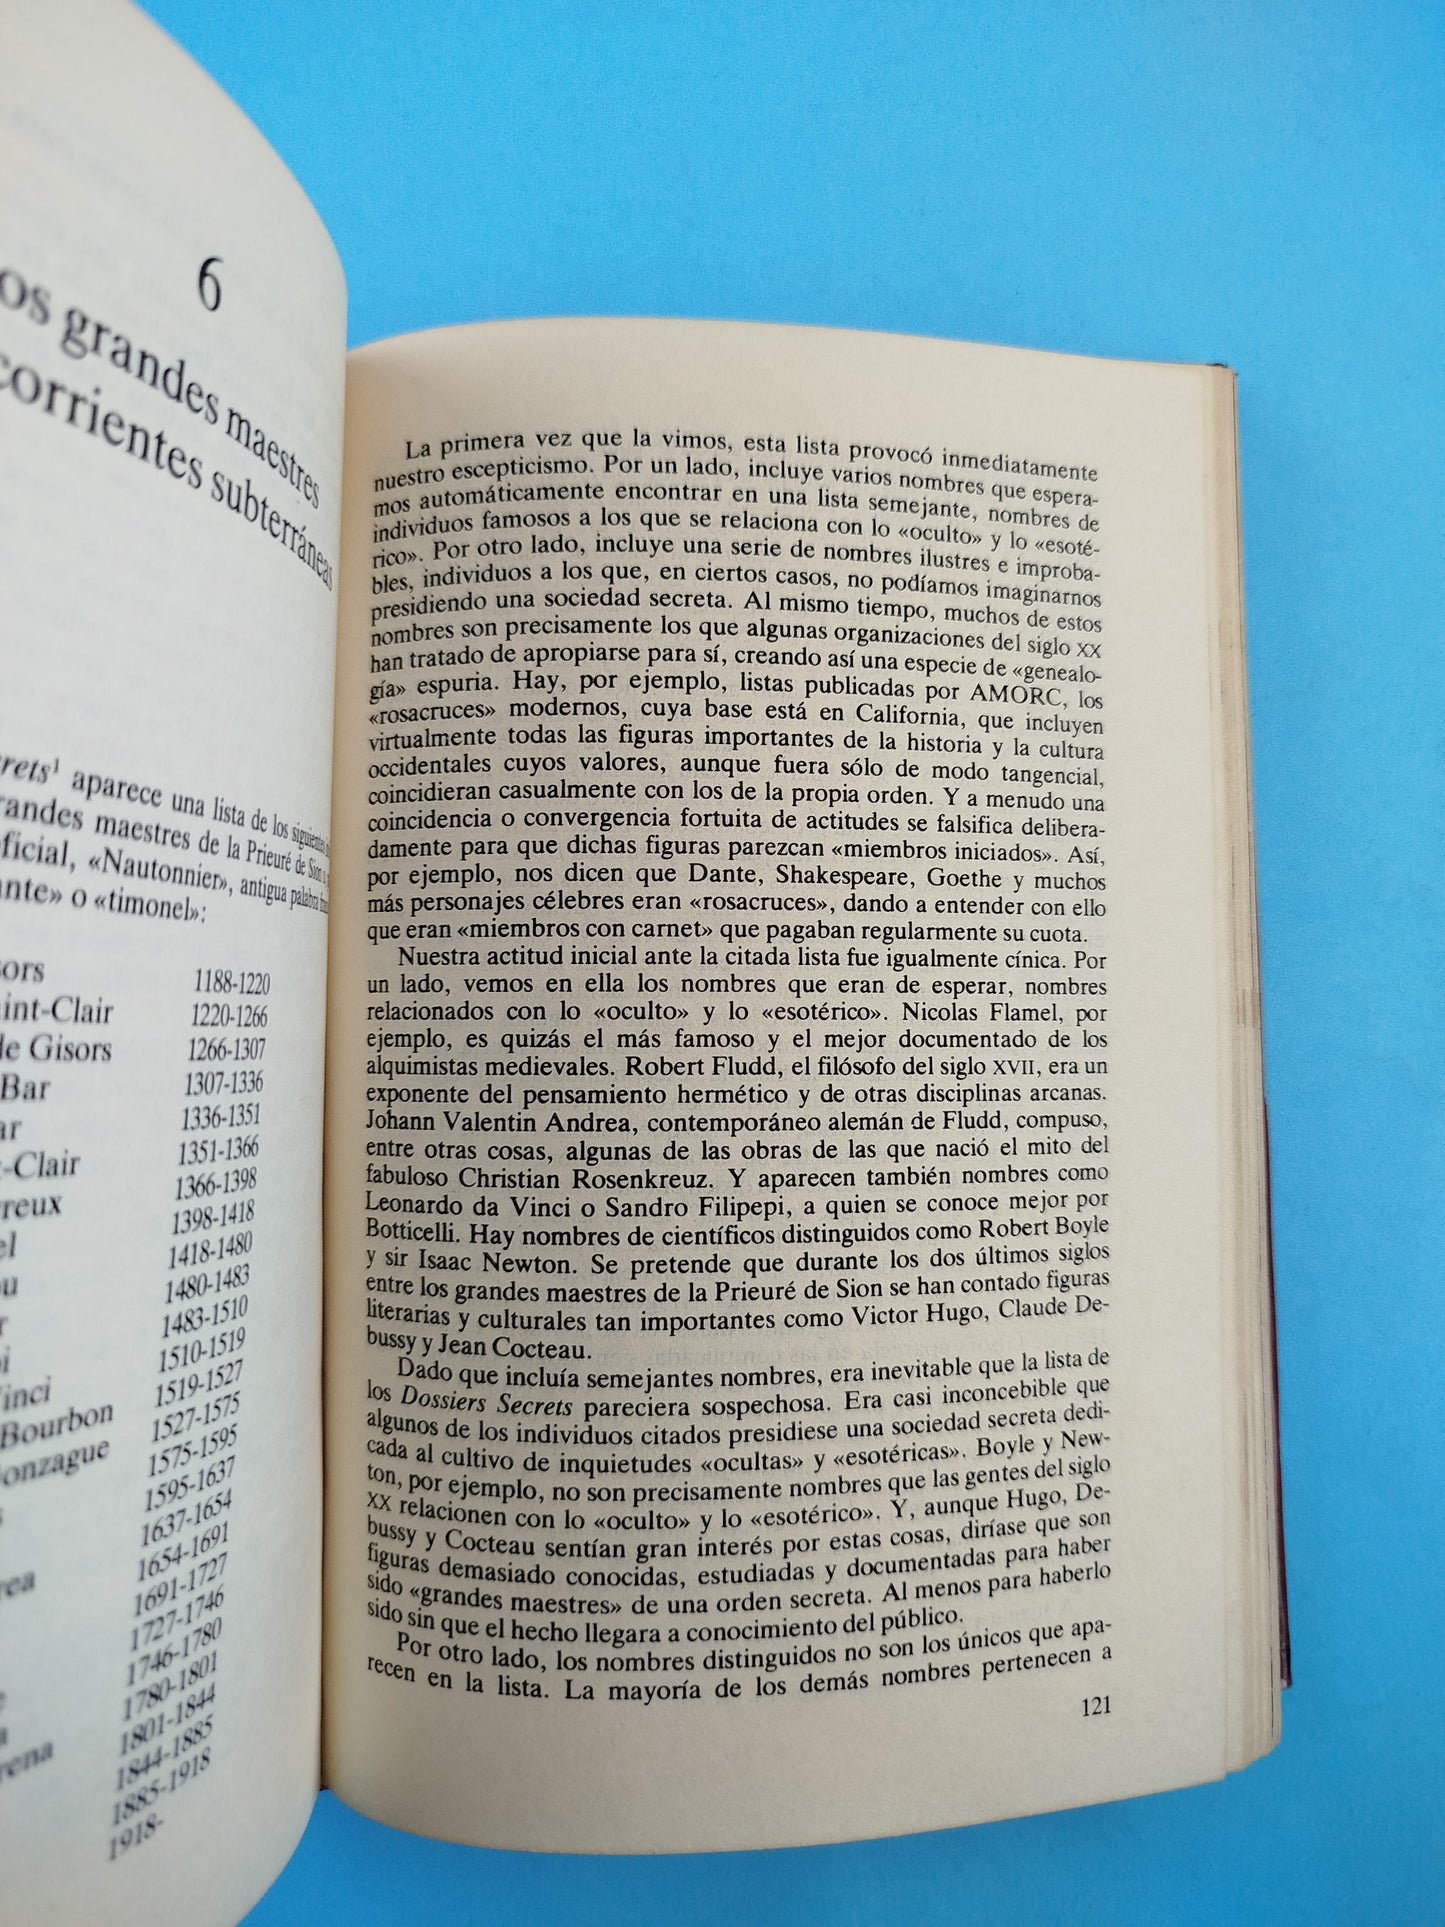 6
os grandes maestres
corrientes subterráneas
rets¹ aparece una lista de los siguientes
randes maestres de la Prieuré de Sion
ficial, «Nautonnier», antigua palabra
ante» o «timonel»:
ors 1188-1220
aint-Clair 1220-1266
de Gisors 1266-1307
Bar 1307-1336
ar 1336-1351
-Clair 1351-1366
reux 1366-1398
el 1398-1418
ou 1418-1480
r 1480-1483
pi 1483-1510
Vinci 1510-1519
Bourbon 1519-1527
onzague 1527-1575
1575-1595
1595-1637
rea 1637-1654
1654-1691
1691-1727
1727-1746
1746-1780
1780-1801
1801-1844
1844-1885
1885-1918
1918-
La primera vez que la vimos, esta lista provocó inmediatamente
nuestro escepticismo. Por un lado, incluye varios nombres que espera-
mos automáticamente encontrar en una lista semejante, nombres de
individuos famosos a los que se relaciona con lo «oculto» y lo «esoté-
rico». Por otro lado, incluye una serie de nombres ilustres e improba-
bles, individuos a los que, en ciertos casos, no podíamos imaginarnos
presidiendo una sociedad secreta. Al mismo tiempo, muchos de estos
nombres son precisamente los que algunas organizaciones del siglo XX
han tratado de apropiarse para sí, creando así una especie de «genealo-
gía» espuria. Hay, por ejemplo, listas publicadas por AMORC, los
«rosacruces» modernos, cuya base está en California, que incluyen
virtualmente todas las figuras importantes de la historia y la cultura
occidentales cuyos valores, aunque fuera sólo de modo tangencial,
coincidieran casualmente con los de la propia orden. Y a menudo una
coincidencia o convergencia fortuita de actitudes se falsifica delibera-
damente para que dichas figuras parezcan «miembros iniciados». Así,
por ejemplo, nos dicen que Dante, Shakespeare, Goethe y muchos
más personajes célebres eran «rosacruces», dando a entender con ello
que eran «miembros con carnet» que pagaban regularmente su cuota.
Nuestra actitud inicial ante la citada lista fue igualmente cínica. Por
un lado, vemos en ella los nombres que eran de esperar, nombres
relacionados con lo «oculto» y lo «esotérico». Nicolas Flamel, por
ejemplo, es quizás el más famoso y el mejor documentado de los
alquimistas medievales. Robert Fludd, el filósofo del siglo XVII, era un
exponente del pensamiento hermético y de otras disciplinas arcanas.
Johann Valentin Andrea, contemporáneo alemán de Fludd, compuso,
entre otras cosas, algunas de las obras de las que nació el mito del
fabuloso Christian Rosenkreuz. Y aparecen también nombres como
Leonardo da Vinci o Sandro Filipepi, a quien se conoce mejor por
Botticelli. Hay nombres de científicos distinguidos como Robert Boyle
y sir Isaac Newton. Se pretende que durante los dos últimos siglos
entre los grandes maestres de la Prieuré de Sion se han contado figuras
literarias y culturales tan importantes como Victor Hugo, Claude De-
bussy y Jean Cocteau.
Dado que incluía semejantes nombres, era inevitable que la lista de
los Dossiers Secrets pareciera sospechosa. Era casi inconcebible que
algunos de los individuos citados presidiese una sociedad secreta dedi-
cada al cultivo de inquietudes «ocultas» y «esotéricas». Boyle y New-
ton, por ejemplo, no son precisamente nombres que las gentes del siglo
XX relacionen con lo «oculto» y lo «esotérico». Y, aunque Hugo, De-
bussy y Cocteau sentían gran interés por estas cosas, diríase que son
figuras demasiado conocidas, estudiadas y documentadas para haber
sido «grandes maestres» de una orden secreta. Al menos para haberlo
sido sin que el hecho llegara a conocimiento del público.
Por otro lado, los nombres distinguidos no son los únicos que apa-
recen en la lista. La mayoría de los demás nombres pertenecen a
121